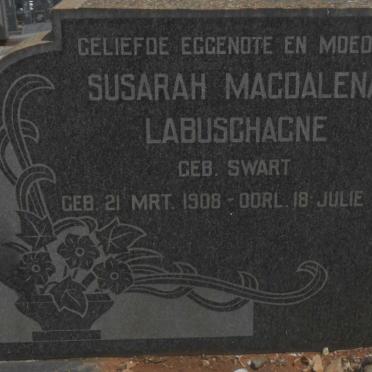 GELIEFDE EGGENOTE EN MOED
SUSARAH MAGDALENA
LABUSCHAGNE
GEB. SWART
GEB. 21 MRT. 1908 - OORL. 18 JULIE